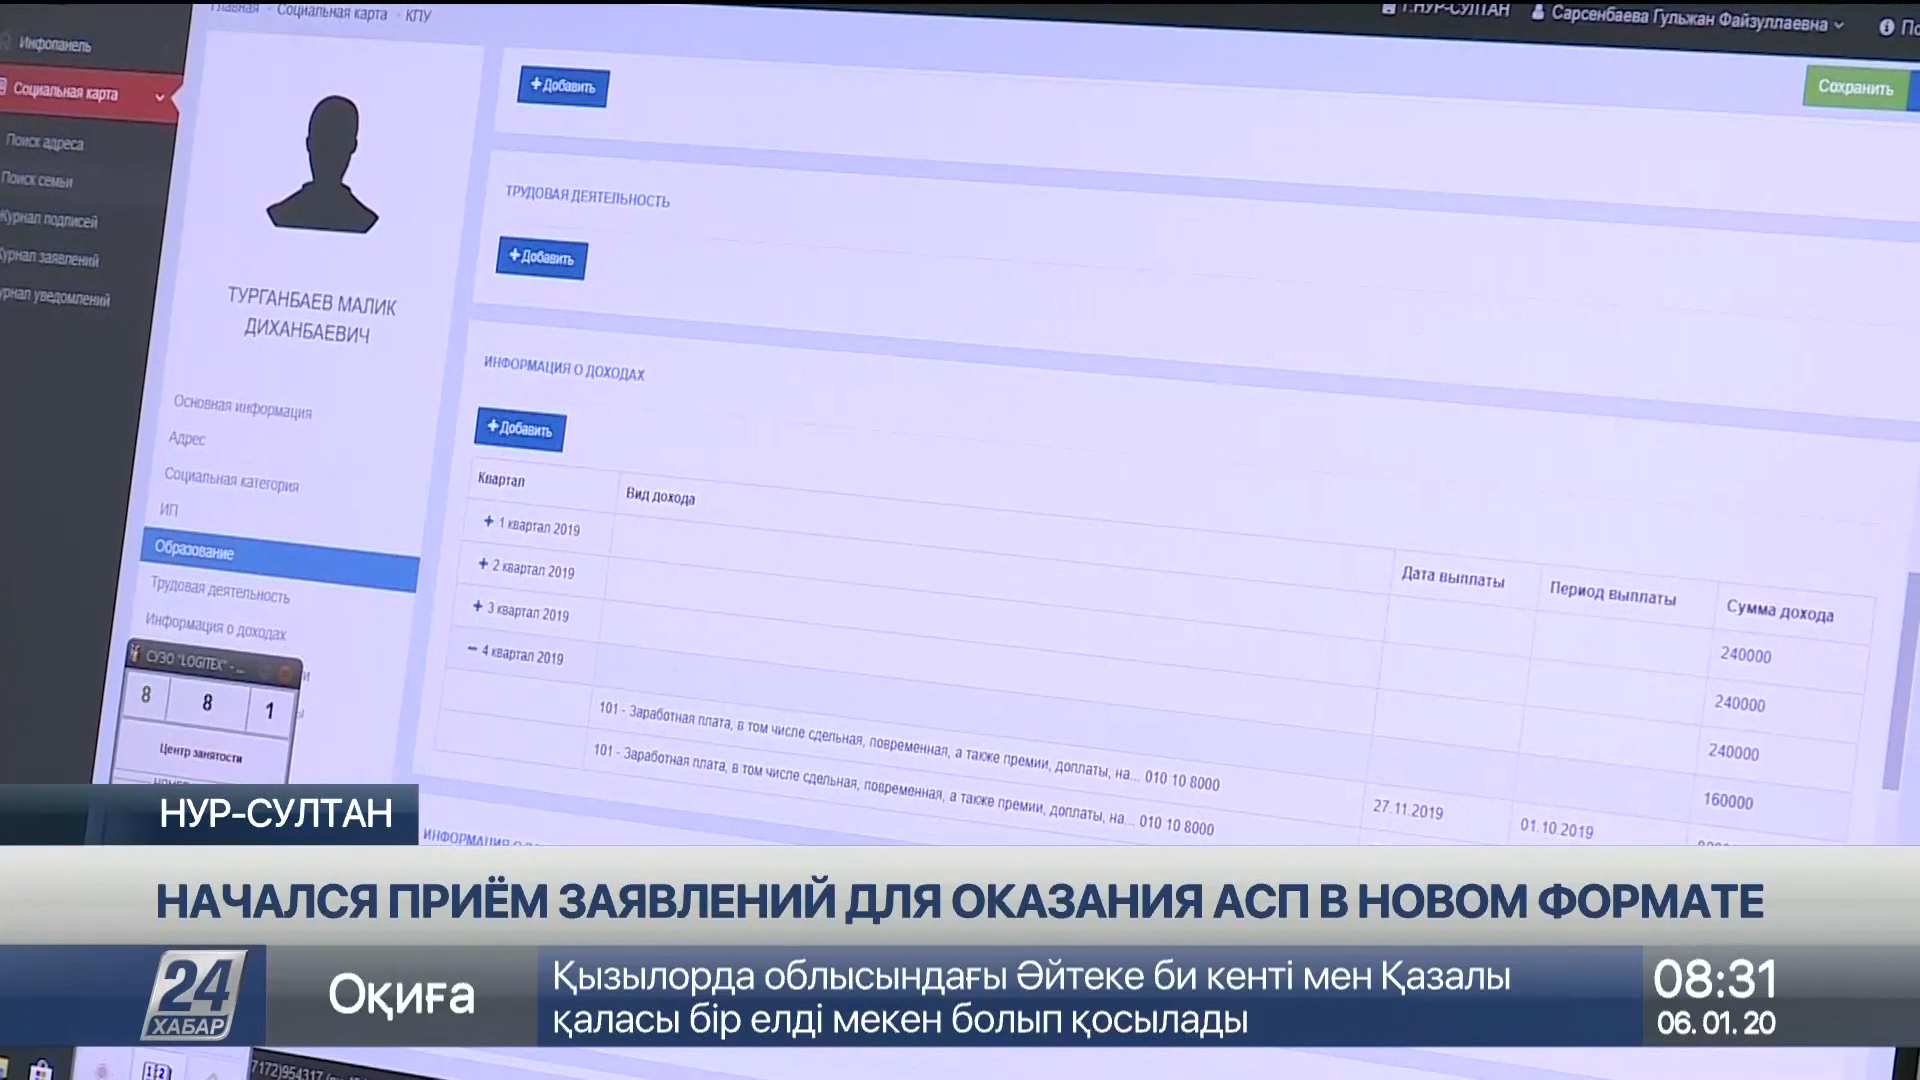 Главная - Социальная карта - КПУ
Г.НУР-СУЛТАН Сарсенбаева Гульжан Файзуллаевна
Инфопанель
Социальная карта
Поиск адреса
Поиск семьи
Журнал подписей
Журнал заявлений
+ Добавить
Сохранить
ТРУДОВАЯ ДЕЯТЕЛЬНОСТЬ
+ Добавить
ТУРГАНБАЕВ МАЛИК
ДИХАНБАЕВИЧ
Основная информация
Адрес
Социальная категория
ИП
Образование
Трудовая деятельность
Информация о доходах
ИНФОРМАЦИЯ О ДОХОДАХ
+ Добавить
Квартал Вид дохода Дата выплаты Период выплаты Сумма дохода
+ 1 квартал 2019 240000
+ 2 квартал 2019 240000
+ 3 квартал 2019 240000
− 4 квартал 2019 160000
101 - Заработная плата, в том числе сдельная, повременная, а также премии, доплаты, на... 010 10 8000 27.11.2019 01.10.2019
101 - Заработная плата, в том числе сдельная, повременная, а также премии, доплаты, на... 010 10 8000
СУЗО "LOGITEX" - ...
8 8 1
Центр занятости
НУР-СУЛТАН
НАЧАЛСЯ ПРИЁМ ЗАЯВЛЕНИЙ ДЛЯ ОКАЗАНИЯ АСП В НОВОМ ФОРМАТЕ
24
ХАБАР
Оқиға
Қызылорда облысындағы Әйтеке би кенті мен Қазалы
қаласы бір елді мекен болып қосылады
08:31
06. 01. 20
7172)954317